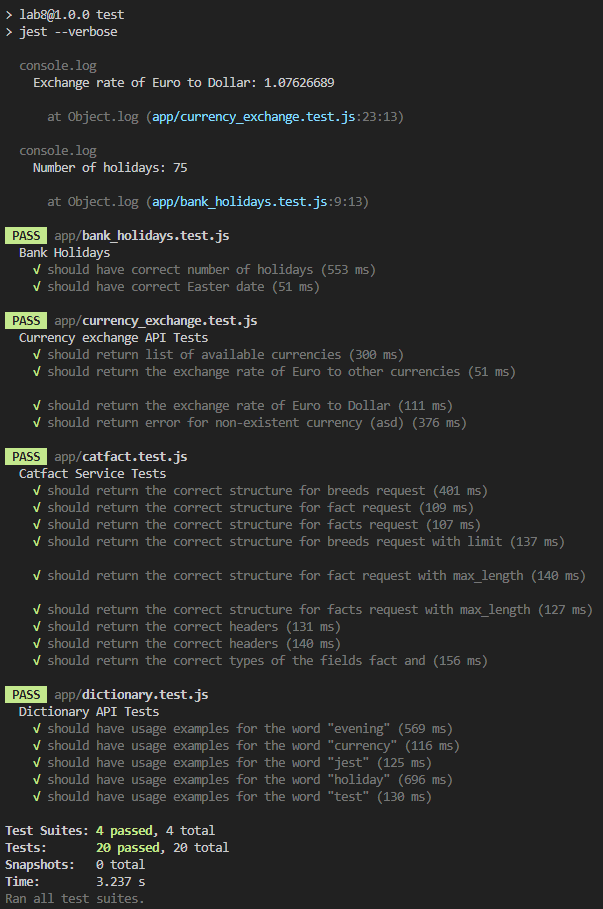 > lab8@1.0.0 test
> jest --verbose
console.log
Exchange rate of Euro to Dollar: 1.07626689
at Object.log (app/currency_exchange.test.js:23:13)
console.log
Number of holidays: 75
at Object.log (app/bank_holidays.test.js:9:13)
PASS app/bank_holidays.test.js
Bank Holidays
√ should have correct number of holidays (553 ms)
√ should have correct Easter date (51 ms)
PASS app/currency_exchange.test.js
Currency exchange API Tests
√ should return list of available currencies (300 ms)
√ should return the exchange rate of Euro to other currencies (51 ms)
√ should return the exchange rate of Euro to Dollar (111 ms)
√ should return error for non-existent currency (asd) (376 ms)
PASS app/catfact.test.js
Catfact Service Tests
√ should return the correct structure for breeds request (401 ms)
√ should return the correct structure for fact request (109 ms)
√ should return the correct structure for facts request (107 ms)
√ should return the correct structure for breeds request with limit (137 ms)
√ should return the correct structure for fact request with max_length (140 ms)
√ should return the correct structure for facts request with max_length (127 ms)
√ should return the correct headers (131 ms)
√ should return the correct headers (140 ms)
√ should return the correct types of the fields fact and (156 ms)
PASS app/dictionary.test.js
Dictionary API Tests
√ should have usage examples for the word "evening" (569 ms)
√ should have usage examples for the word "currency" (116 ms)
√ should have usage examples for the word "jest" (125 ms)
√ should have usage examples for the word "holiday" (696 ms)
√ should have usage examples for the word "test" (130 ms)
Test Suites: 4 passed, 4 total
Tests: 20 passed, 20 total
Snapshots: 0 total
Time: 3.237 s
Ran all test suites.